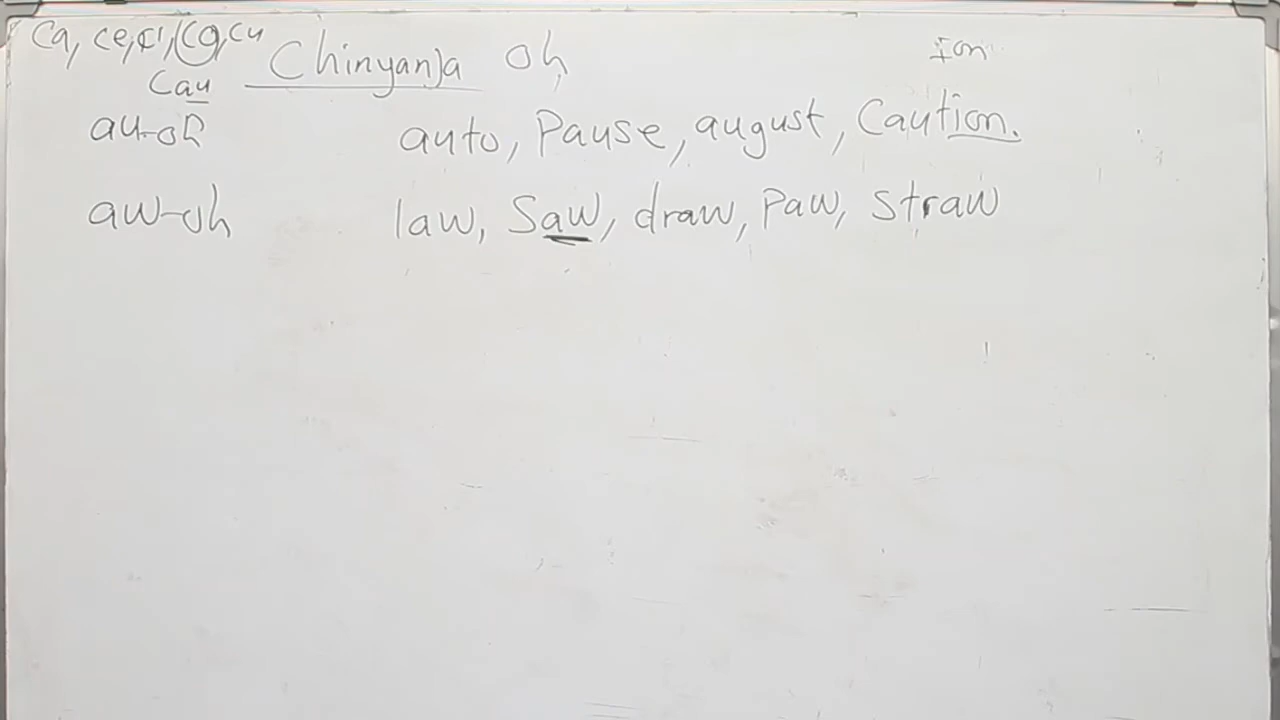 Ca, Ce, Ci, Co, Cu Chinyanja oh, Ion
Cau
au-oh auto, Pause, august, Caution.
aw-oh law, Saw, draw, Paw, Straw